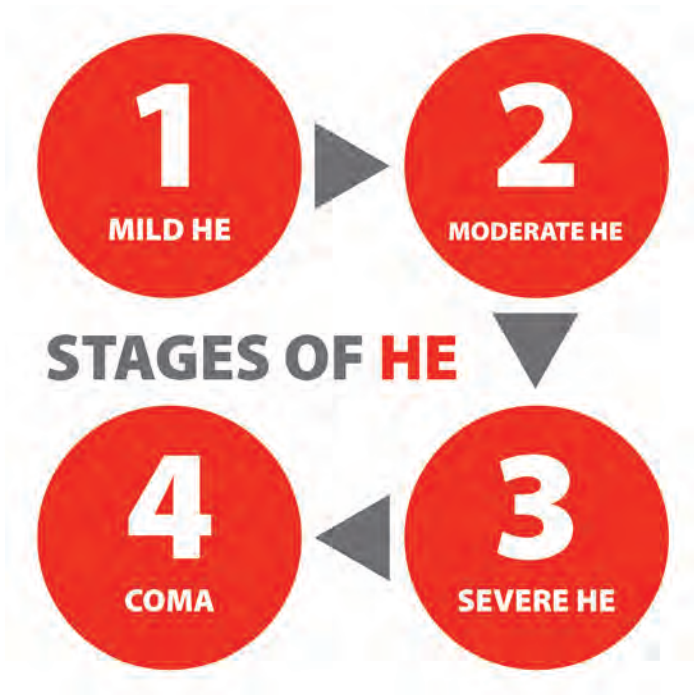 1
MILD HE
2
MODERATE HE
STAGES OF HE
3
SEVERE HE
4
COMA